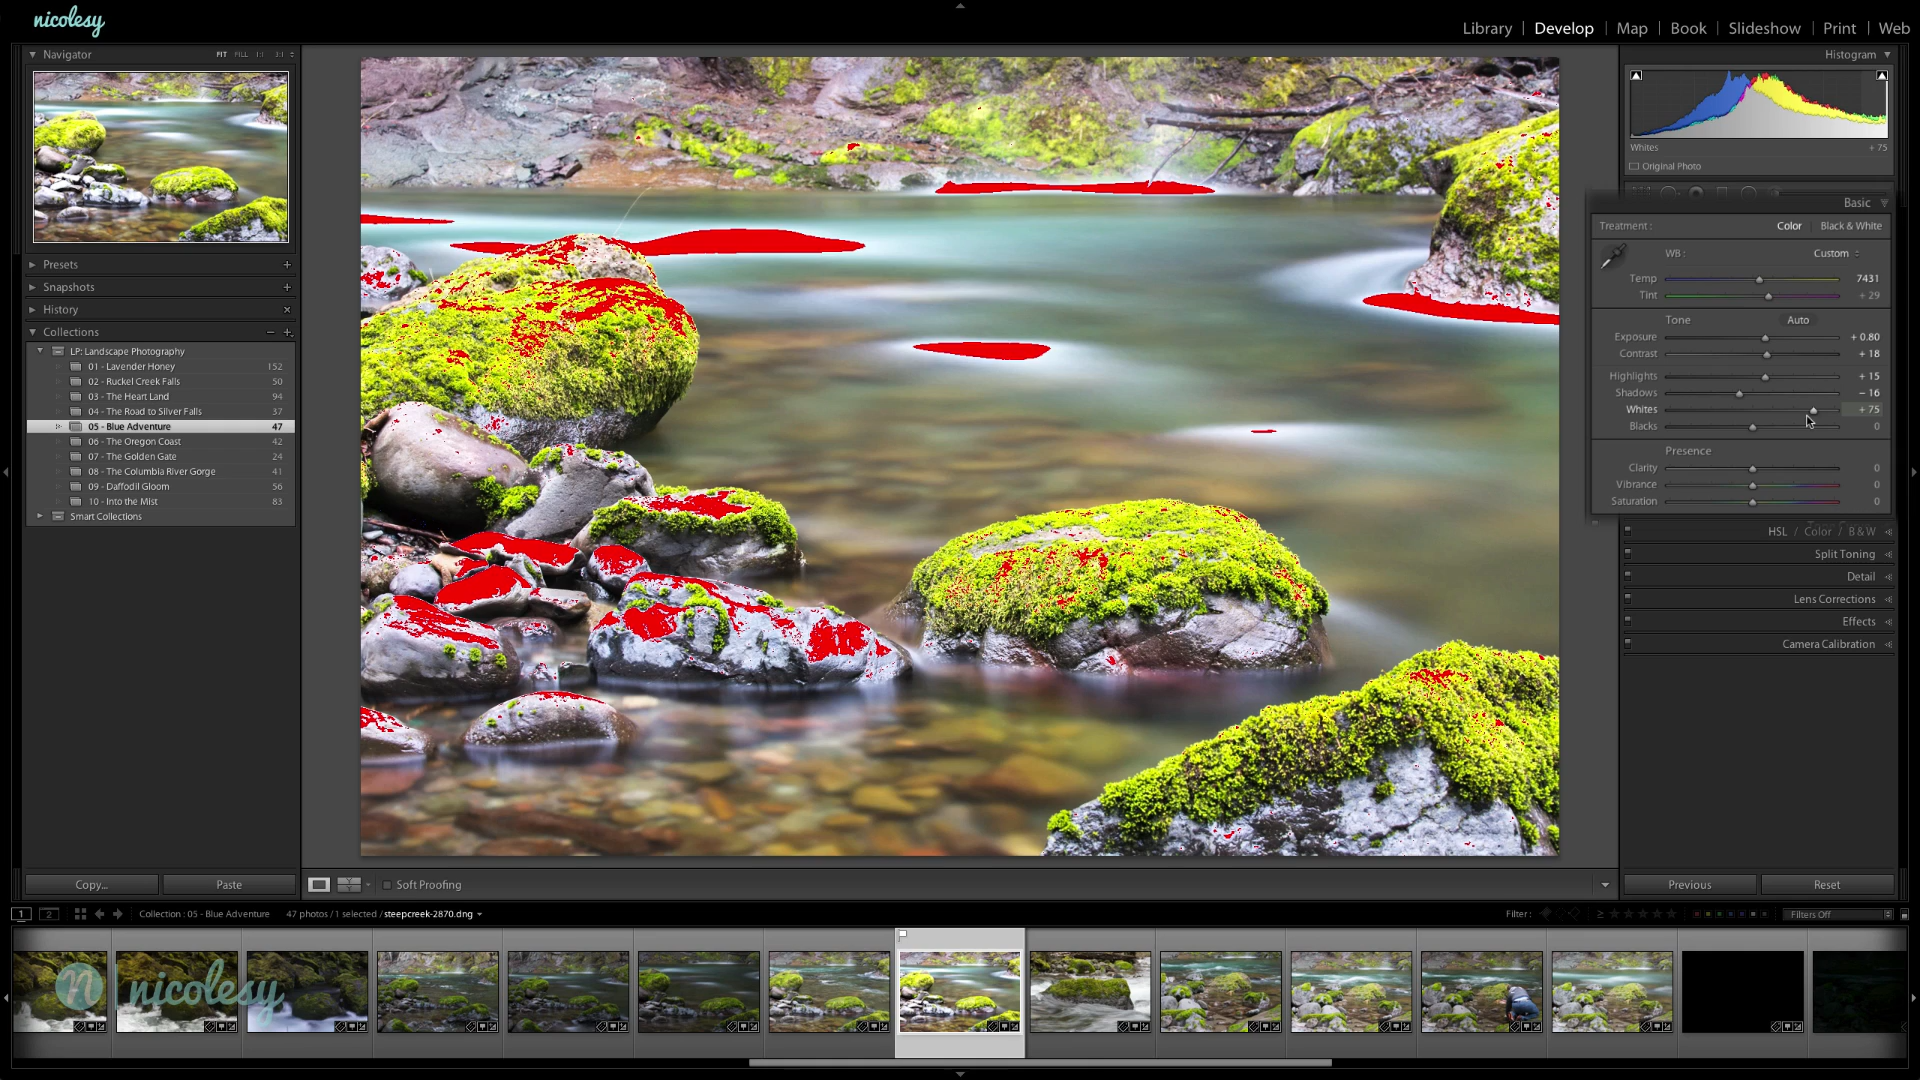 nicolesy
Library | Develop | Map | Book | Slideshow | Print | Web
Navigator FIT FILL 1:1 3:1
Presets
Snapshots
History
Collections
LP: Landscape Photography
01 - Lavender Honey 152
02 - Ruckel Creek Falls 50
03 - The Heart Land 94
04 - The Road to Silver Falls 37
05 - Blue Adventure 47
06 - The Oregon Coast 42
07 - The Golden Gate 24
08 - The Columbia River Gorge 41
09 - Daffodil Gloom 56
10 - Into the Mist 83
Smart Collections
Copy... Paste
Histogram
Whites + 75
Original Photo
Basic
Treatment : Color Black & White
WB : Custom
Temp 7431
Tint + 29
Tone Auto
Exposure + 0.80
Contrast + 18
Highlights + 15
Shadows − 16
Whites + 75
Blacks 0
Presence
Clarity 0
Vibrance 0
Saturation 0
HSL / Color / B & W
Split Toning
Detail
Lens Corrections
Effects
Camera Calibration
Soft Proofing
Previous Reset
1 2 Collection : 05 - Blue Adventure 47 photos / 1 selected / steepcreek-2870.dng Filter : Filters Off
n nicolesy